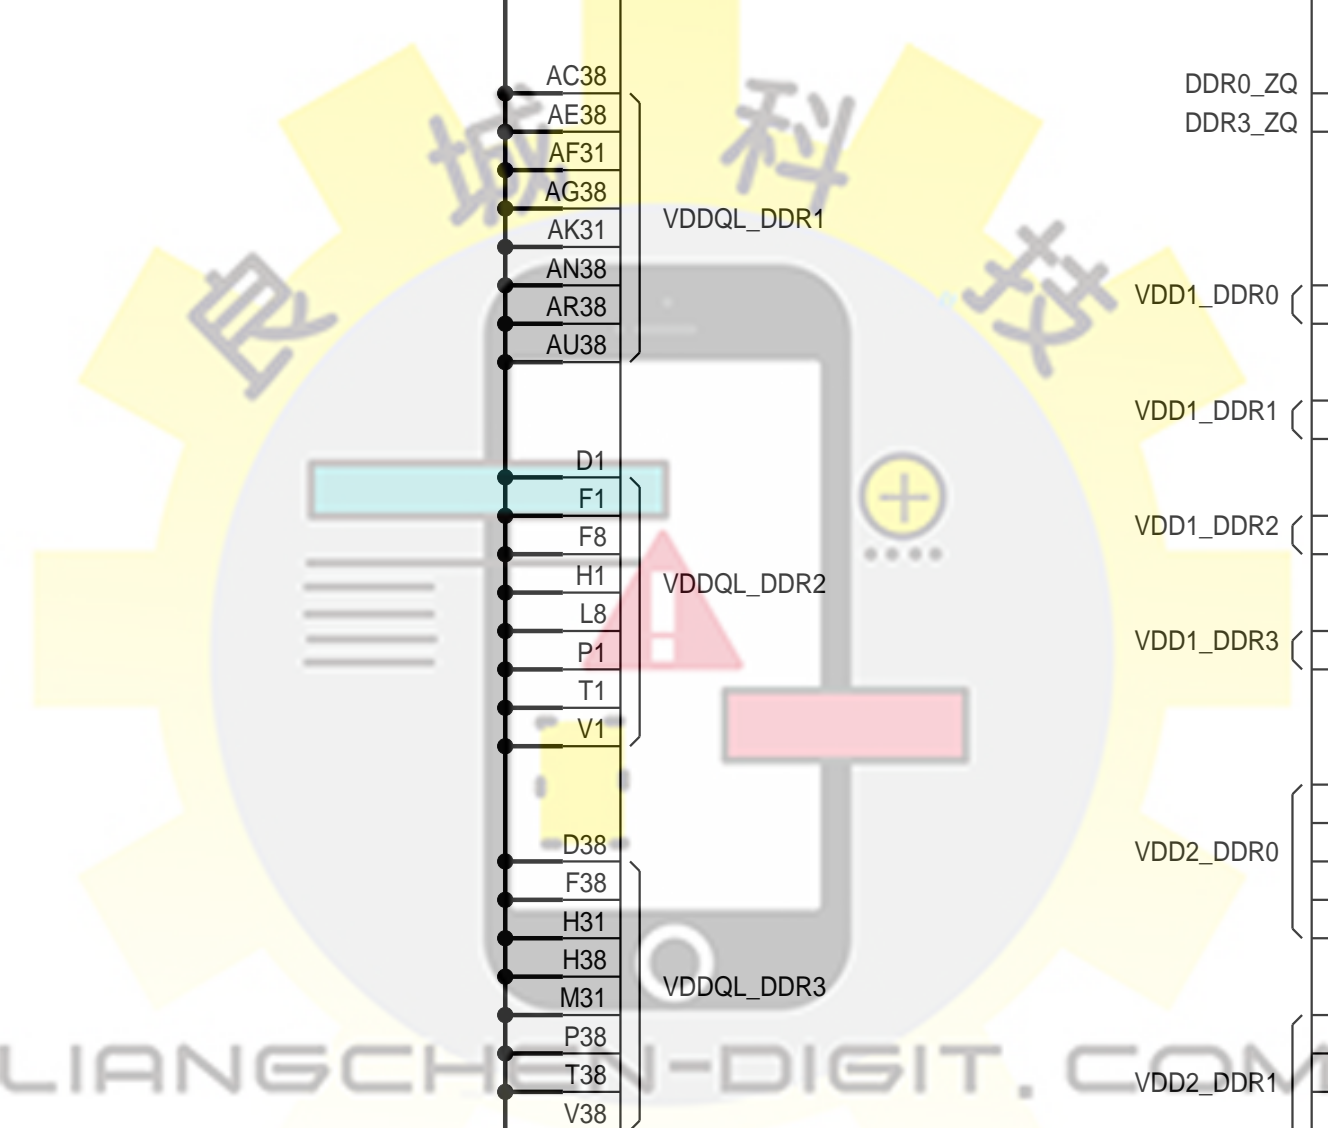 AC38
DDR0_ZQ
AE38
DDR3_ZQ
AF31
AG38
VDDQL_DDR1
AK31
AN38
VDD1_DDR0
AR38
AU38
VDD1_DDR1
D1
F1
VDD1_DDR2
F8
H1
VDDQL_DDR2
L8
VDD1_DDR3
P1
T1
V1
D38
VDD2_DDR0
F38
H31
H38
VDDQL_DDR3
M31
P38
T38
VDD2_DDR1
V38
良城科技
LIANGCHEN-DIGIT.COM